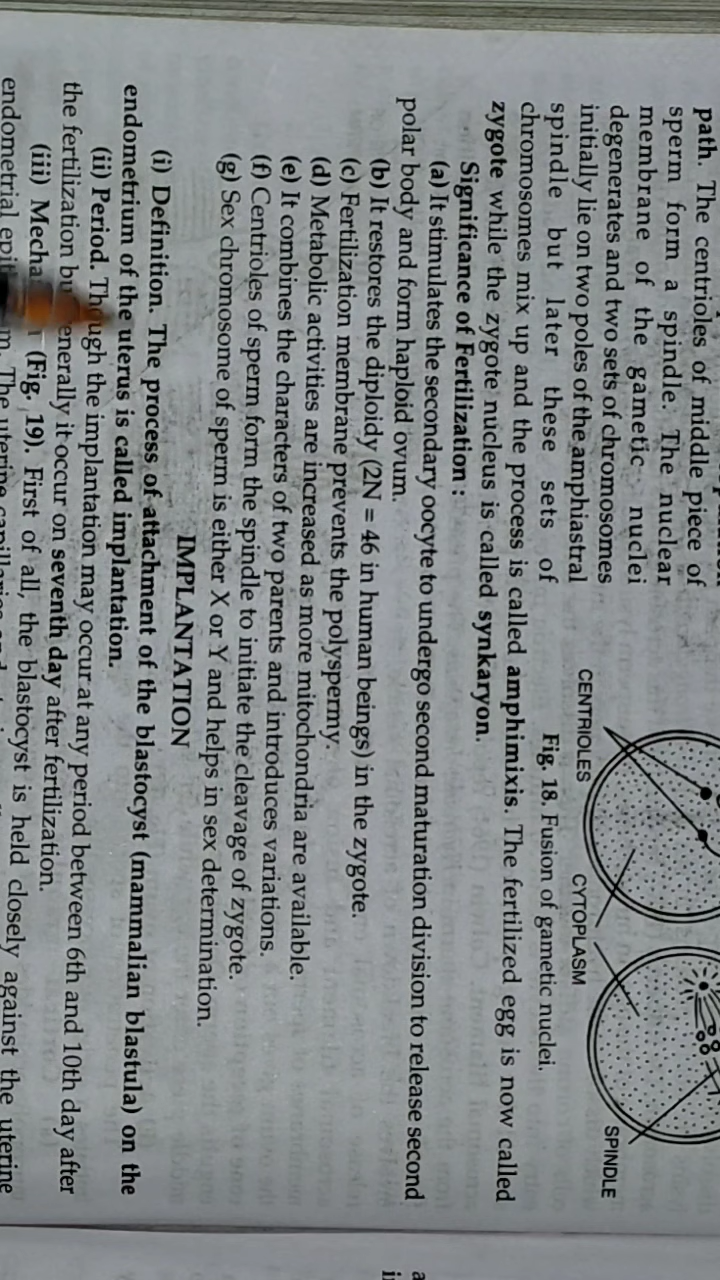 path. The centrioles of middle piece of
sperm form a spindle. The nuclear
membrane of the gametic nuclei
degenerates and two sets of chromosomes
initially lie on two poles of the amphiastral
spindle but later these sets of
chromosomes mix up and the process is called amphimixis. The fertilized egg is now called
zygote while the zygote nucleus is called synkaryon.
CENTRIOLES
CYTOPLASM
SPINDLE
Fig. 18. Fusion of gametic nuclei.
Significance of Fertilization :
(a) It stimulates the secondary oocyte to undergo second maturation division to release second
polar body and form haploid ovum.
(b) It restores the diploidy (2N = 46 in human beings) in the zygote.
(c) Fertilization membrane prevents the polyspermy.
(d) Metabolic activities are increased as more mitochondria are available.
(e) It combines the characters of two parents and introduces variations.
(f) Centrioles of sperm form the spindle to initiate the cleavage of zygote.
(g) Sex chromosome of sperm is either X or Y and helps in sex determination.
IMPLANTATION
(i) Definition. The process of attachment of the blastocyst (mammalian blastula) on the
endometrium of the uterus is called implantation.
(ii) Period. Though the implantation may occur at any period between 6th and 10th day after
the fertilization but generally it occur on seventh day after fertilization.
(iii) (Fig. 19). First of all, the blastocyst is held closely against the uterine
endometrial The uterine